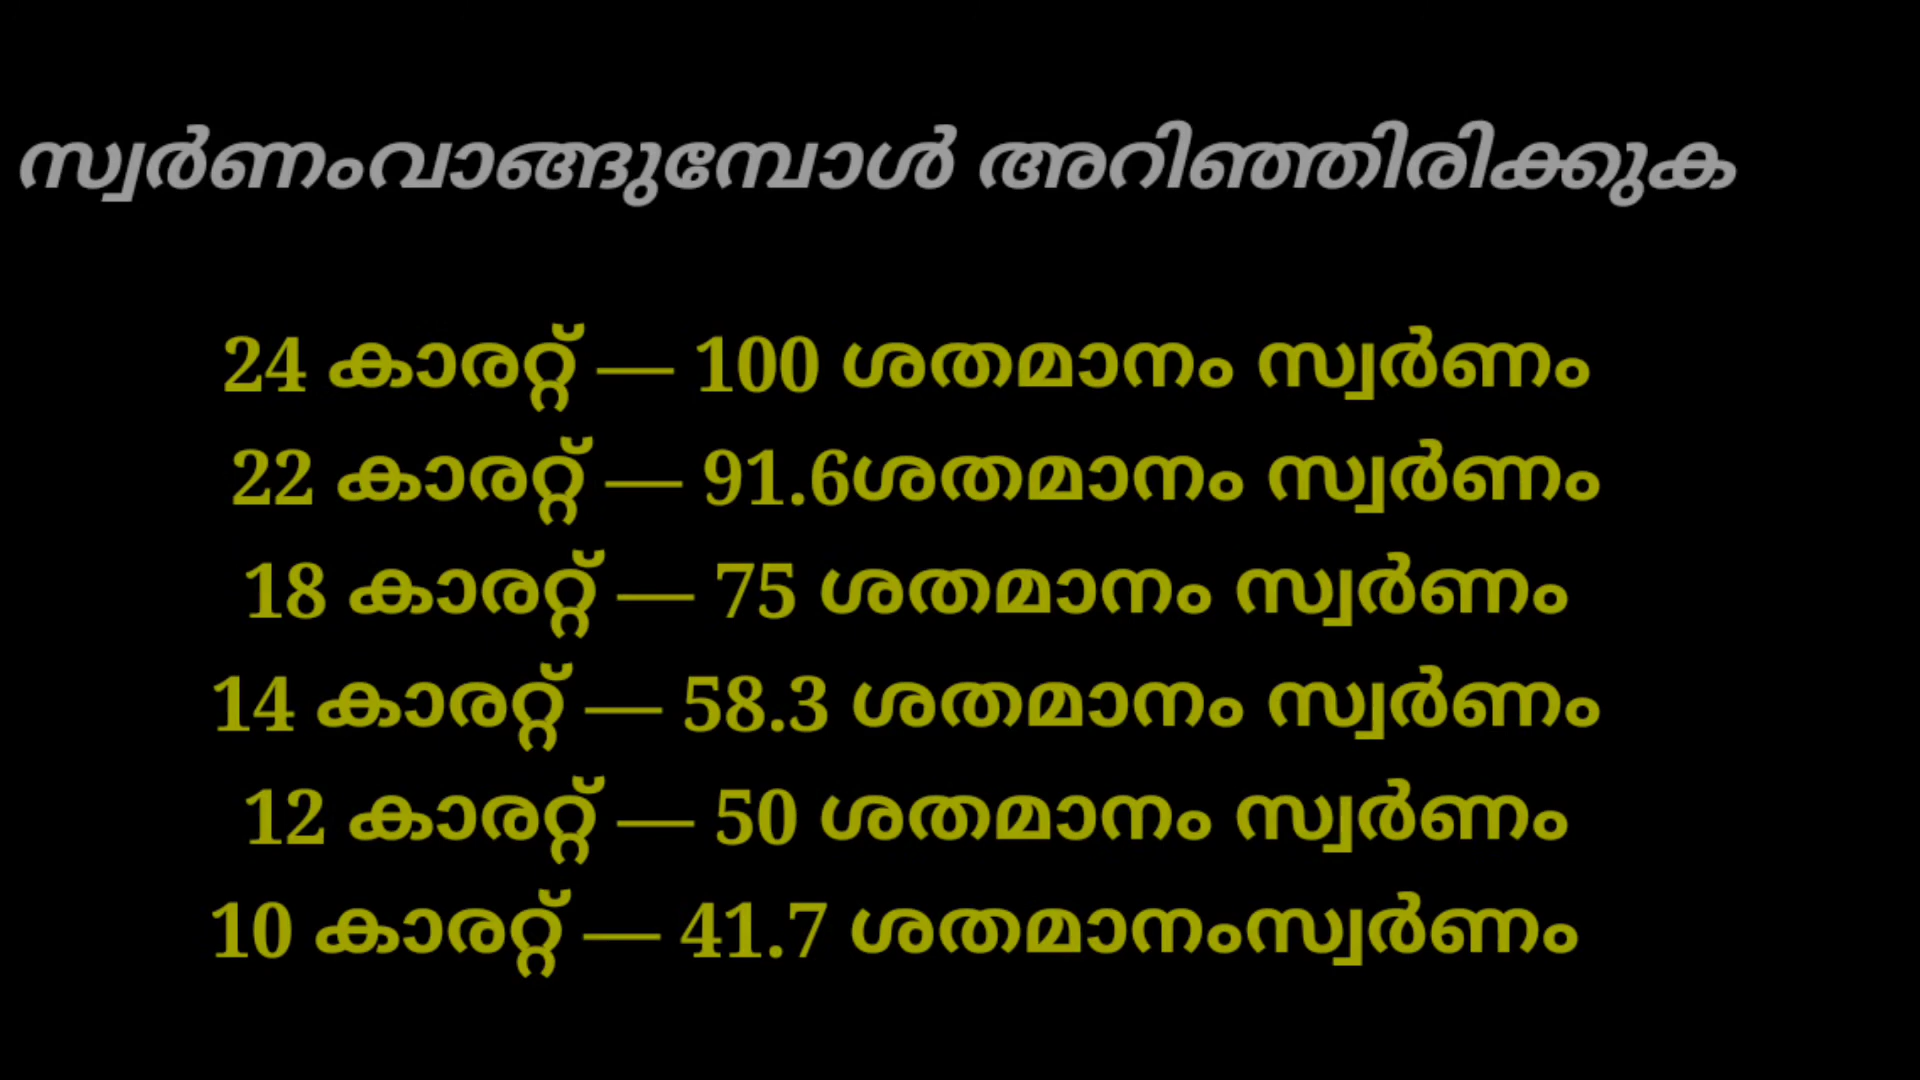 സ്വർണംവാങ്ങുമ്പോൾ അറിഞ്ഞിരിക്കുക
24 കാരറ്റ് — 100 ശതമാനം സ്വർണം
22 കാരറ്റ് — 91.6ശതമാനം സ്വർണം
18 കാരറ്റ് — 75 ശതമാനം സ്വർണം
14 കാരറ്റ് — 58.3 ശതമാനം സ്വർണം
12 കാരറ്റ് — 50 ശതമാനം സ്വർണം
10 കാരറ്റ് — 41.7 ശതമാനംസ്വർണം